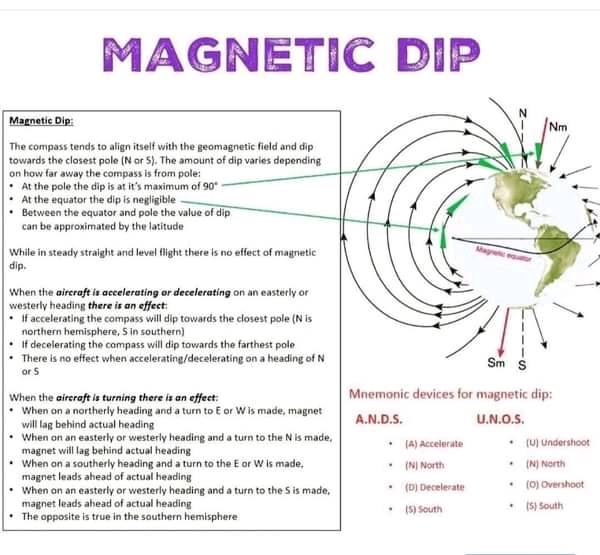 MAGNETIC DIP
Magnetic Dip:
The compass tends to align itself with the geomagnetic field and dip
towards the closest pole (N or S). The amount of dip varies depending
on how far away the compass is from pole:
• At the pole the dip is at it's maximum of 90°
• At the equator the dip is negligible
• Between the equator and pole the value of dip
can be approximated by the latitude
While in steady straight and level flight there is no effect of magnetic
dip.
When the aircraft is accelerating or decelerating on an easterly or
westerly heading there is an effect:
• If accelerating the compass will dip towards the closest pole (N is
northern hemisphere, S in southern)
• If decelerating the compass will dip towards the farthest pole
• There is no effect when accelerating/decelerating on a heading of N
or S
When the aircraft is turning there is an effect:
• When on a northerly heading and a turn to E or W is made, magnet
will lag behind actual heading
• When on an easterly or westerly heading and a turn to the N is made,
magnet will lag behind actual heading
• When on a southerly heading and a turn to the E or W is made,
magnet leads ahead of actual heading
• When on an easterly or westerly heading and a turn to the S is made,
magnet leads ahead of actual heading
• The opposite is true in the southern hemisphere
N
Nm
Magnetic equator
Sm
S
Mnemonic devices for magnetic dip:
A.N.D.S.
• (A) Accelerate
• (N) North
• (D) Decelerate
• (S) South
U.N.O.S.
• (U) Undershoot
• (N) North
• (O) Overshoot
• (S) South